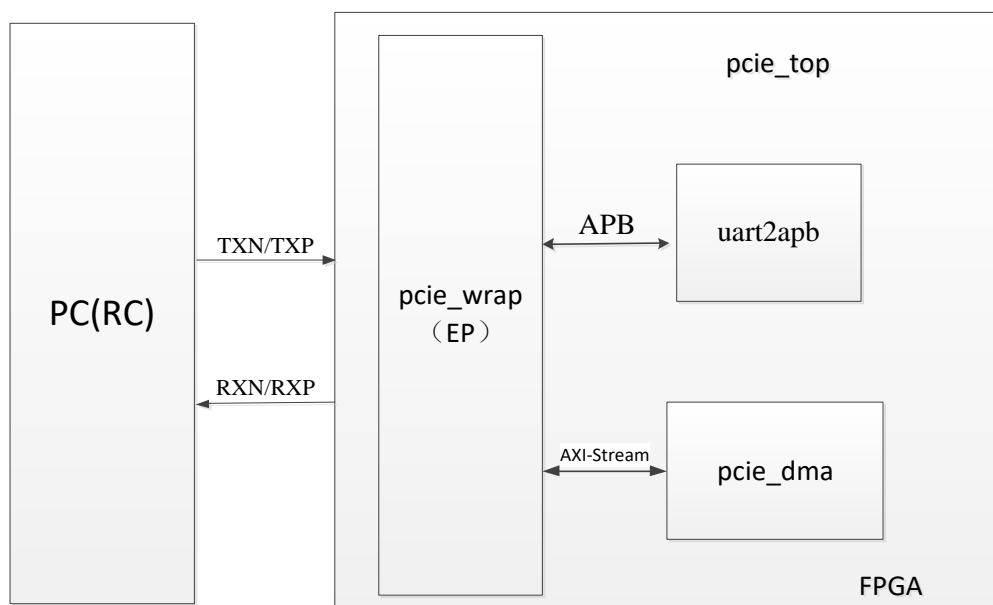 pcie_top
APB
uart2apb
TXN/TXP
pcie_wrap
（EP）
PC(RC)
RXN/RXP
AXI-Stream
pcie_dma
FPGA